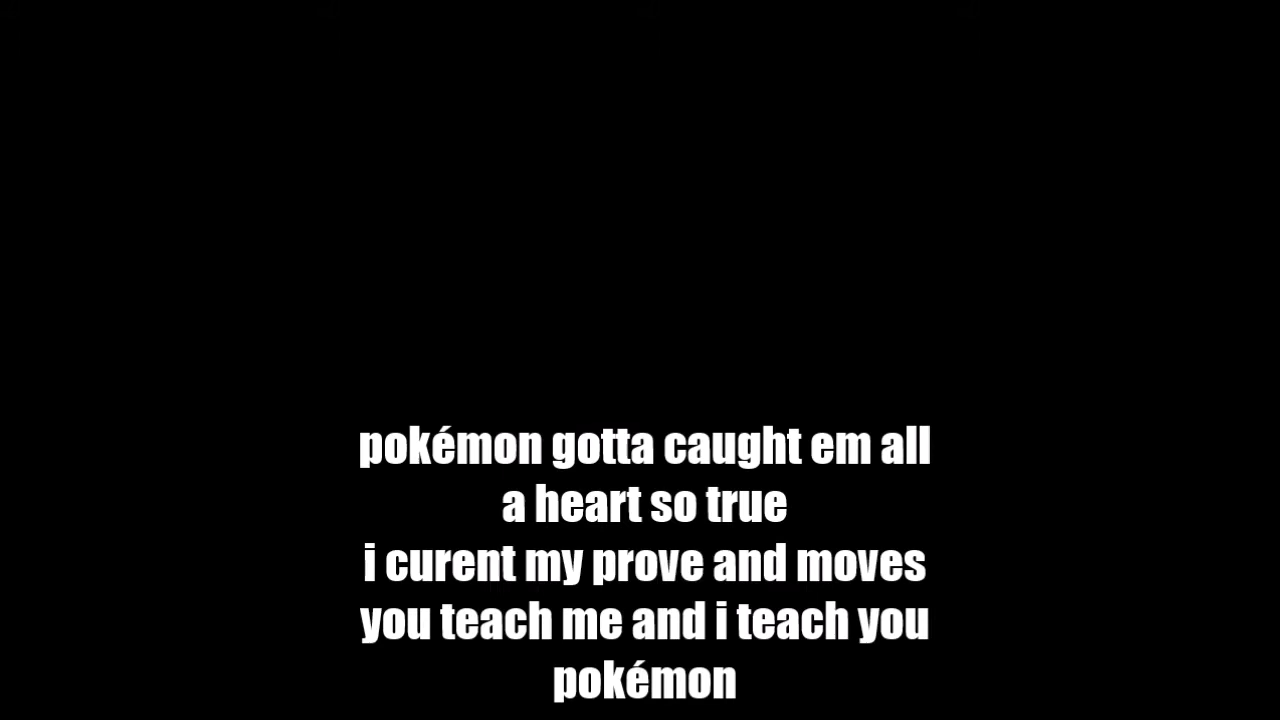 pokémon gotta caught em all
a heart so true
i curent my prove and moves
you teach me and i teach you
pokémon